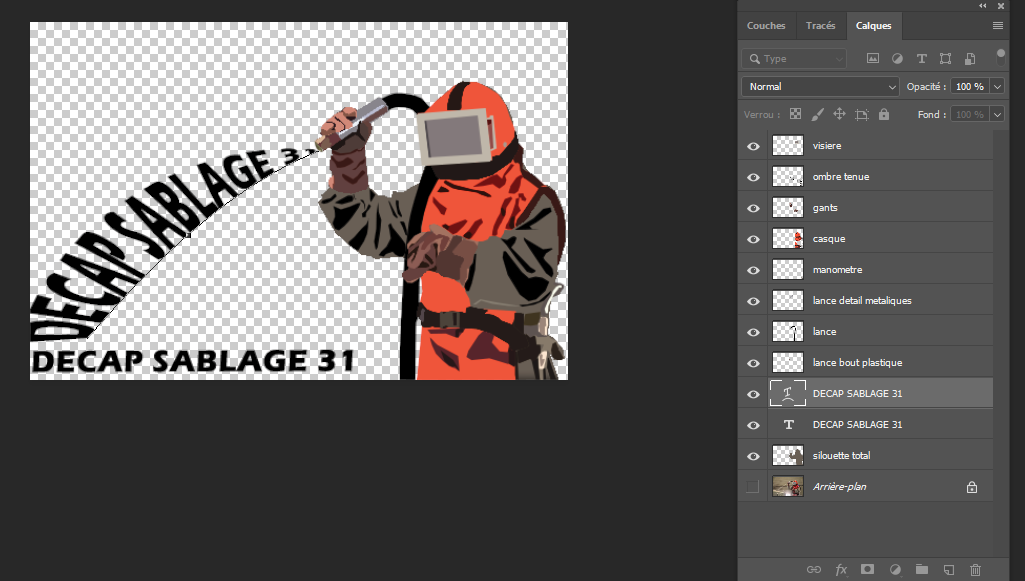 Couches Tracés Calques
Type
Normal Opacité : 100 %
Verrou : Fond : 100 %
visiere
ombre tenue
gants
casque
manometre
lance detail metaliques
lance
lance bout plastique
DECAP SABLAGE 31
DECAP SABLAGE 31
silouette total
Arrière-plan
DECAP SABLAGE 31
DECAP SABLAGE 31